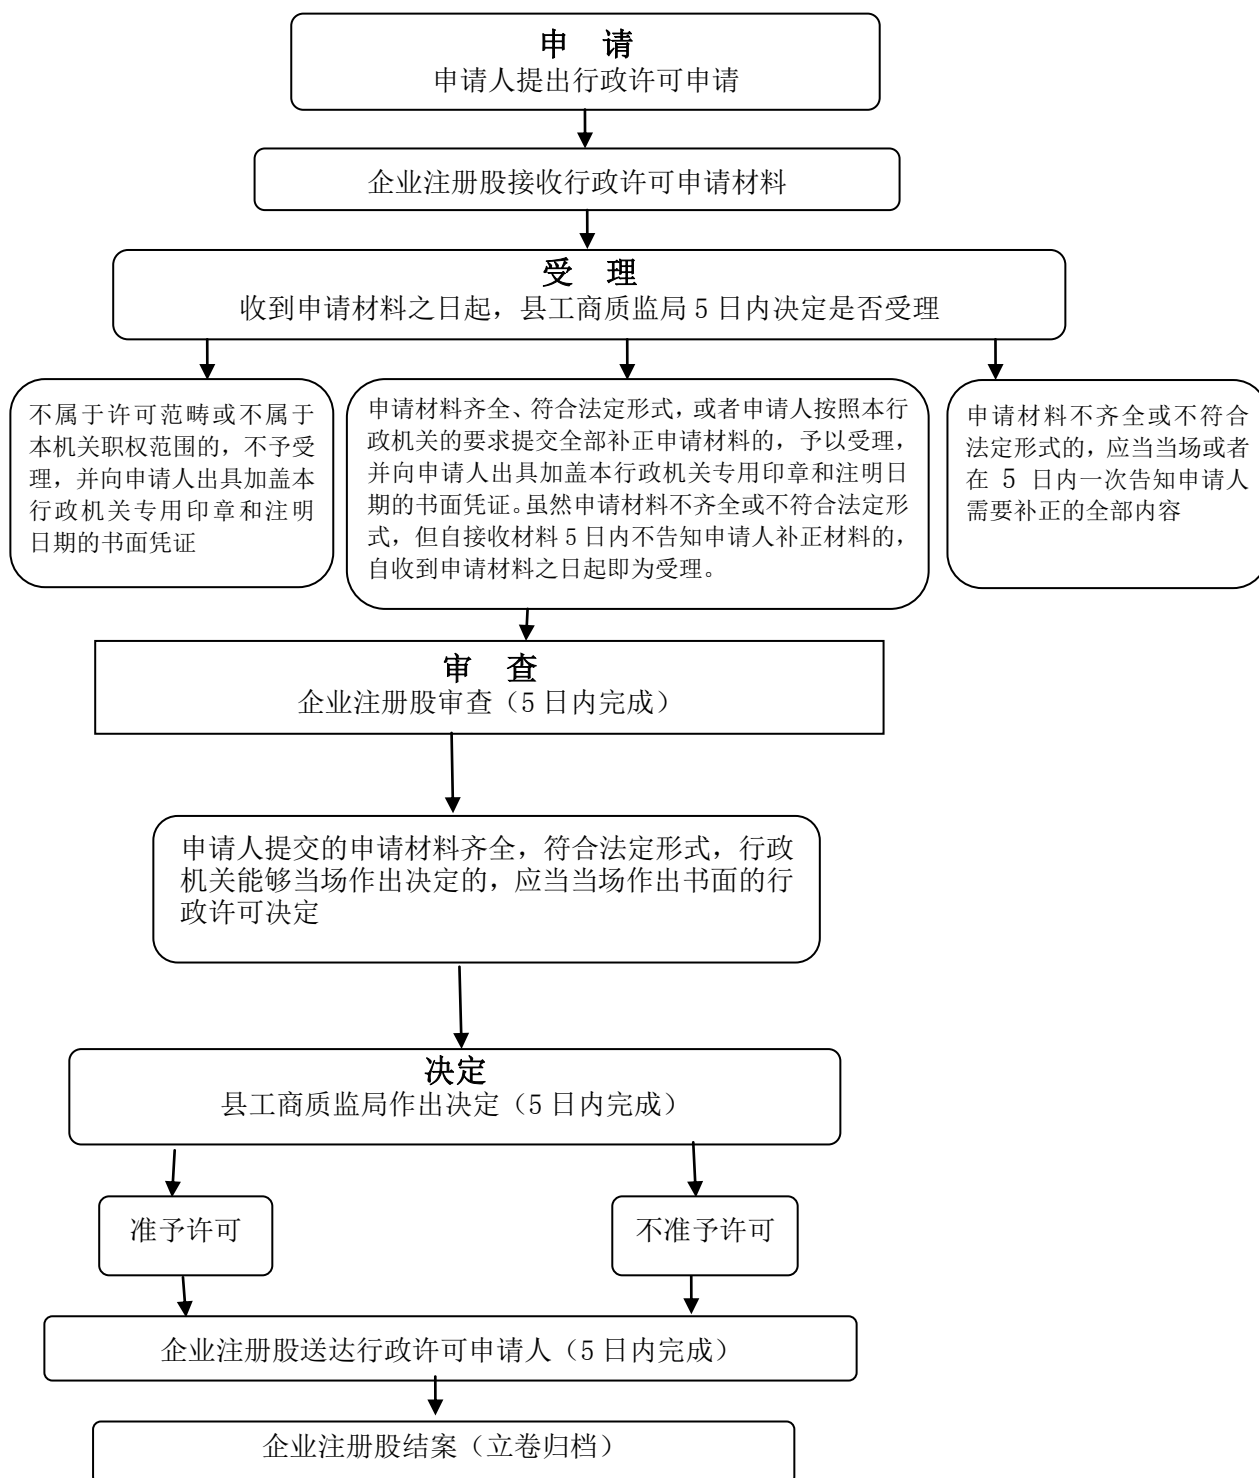 申 请
申请人提出行政许可申请
企业注册股接收行政许可申请材料
受 理
收到申请材料之日起，县工商质监局 5 日内决定是否受理
不属于许可范畴或不属于
本机关职权范围的，不予受
理，并向申请人出具加盖本
行政机关专用印章和注明
日期的书面凭证
申请材料齐全、符合法定形式，或者申请人按照本行
政机关的要求提交全部补正申请材料的，予以受理，
并向申请人出具加盖本行政机关专用印章和注明日
期的书面凭证。虽然申请材料不齐全或不符合法定形
式，但自接收材料 5 日内不告知申请人补正材料的，
自收到申请材料之日起即为受理。
申请材料不齐全或不符合
法定形式的，应当当场或者
在 5 日内一次告知申请人
需要补正的全部内容
审 查
企业注册股审查（5 日内完成）
申请人提交的申请材料齐全，符合法定形式，行政
机关能够当场作出决定的，应当当场作出书面的行
政许可决定
决定
县工商质监局作出决定（5 日内完成）
准予许可
不准予许可
企业注册股送达行政许可申请人（5 日内完成）
企业注册股结案（立卷归档）